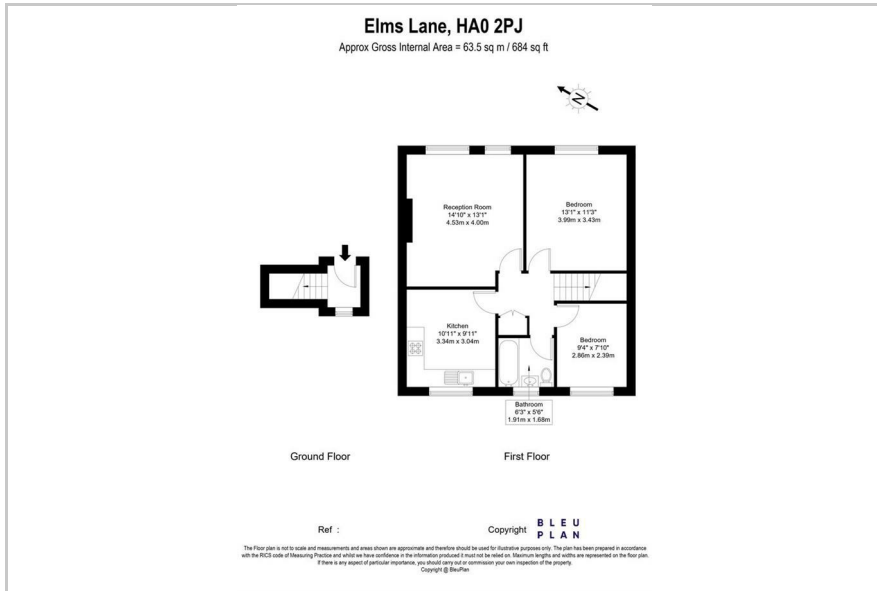 Elms Lane, HA0 2PJ
Approx Gross Internal Area = 63.5 sq m / 684 sq ft
N
Reception Room
14'10" x 13'1"
4.53m x 4.00m
Bedroom
13'1" x 11'3"
3.99m x 3.43m
Kitchen
10'11" x 9'11"
3.34m x 3.04m
Bedroom
9'4" x 7'10"
2.86m x 2.39m
Bathroom
6'3" x 5'6"
1.91m x 1.68m
Ground Floor
First Floor
Ref :
Copyright
BLEU
PLAN
The Floor plan is not to scale and measurements and areas shown are approximate and therefore should be used for illustrative purposes only. The plan has been prepared in accordance
with the RICS code of Measuring Practice and whilst we have confidence in the information produced it must not be relied on. Maximum lengths and widths are represented on the floor plan.
If there is any aspect of particular importance, you should carry out or commission your own inspection of the property.
Copyright @ BleuPlan